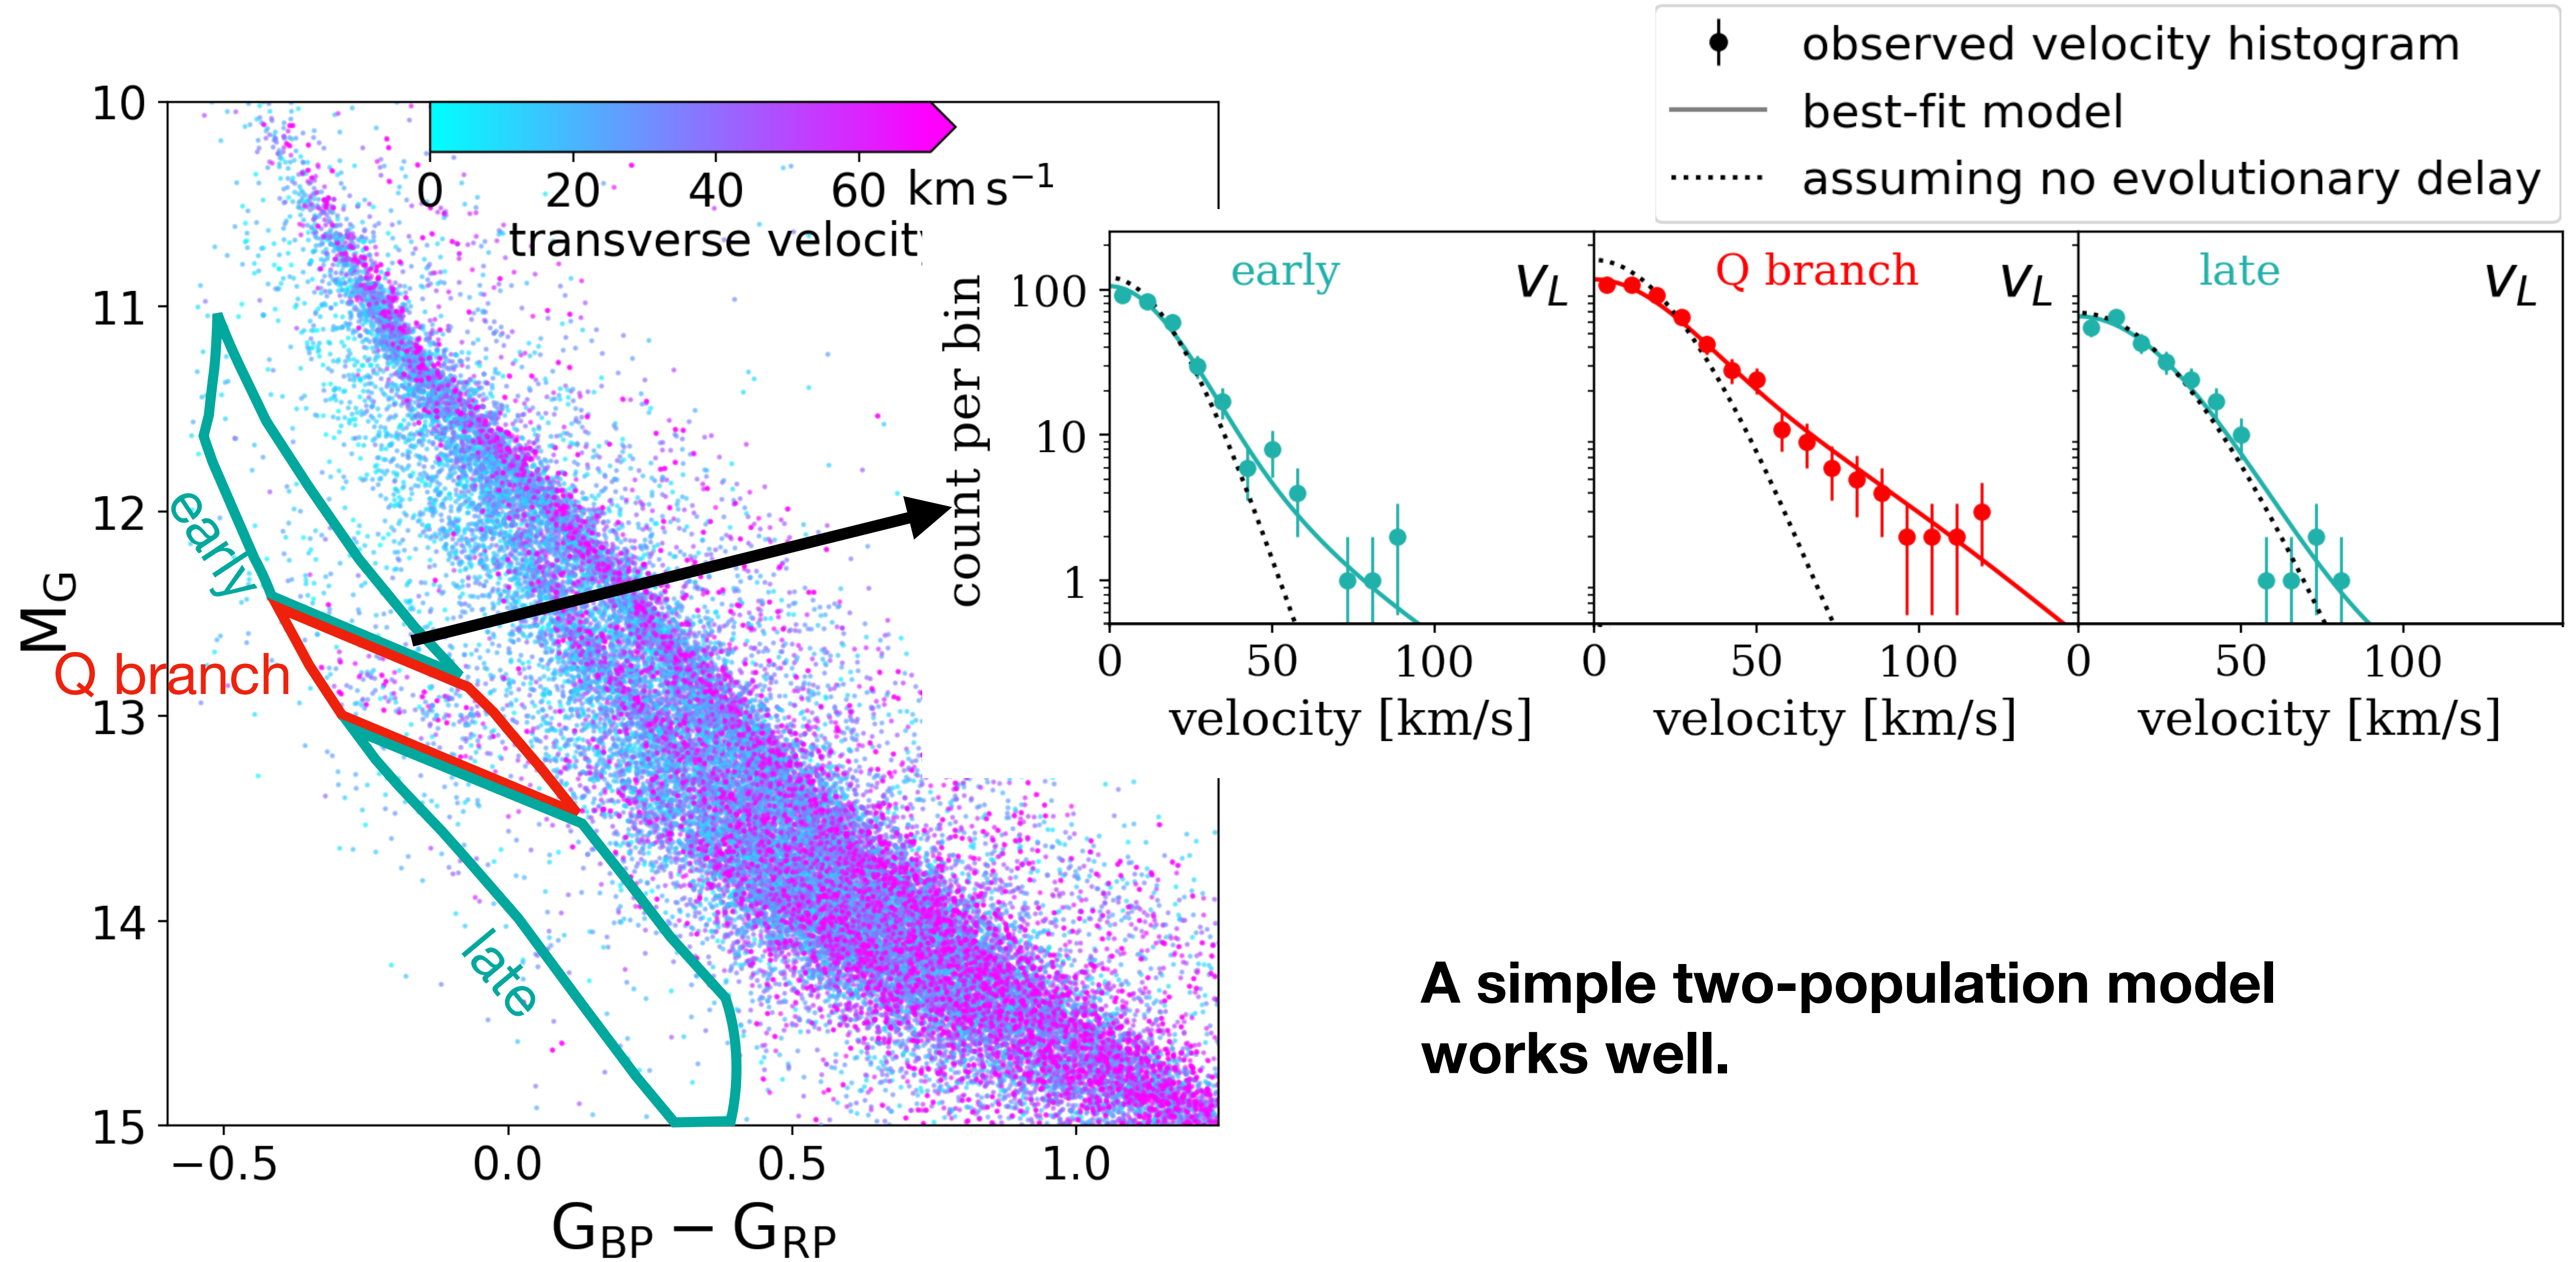 observed velocity histogram
best-fit model
assuming no evolutionary delay
10
11
12
13
14
15
M_G
0 20 40 60 km s⁻¹
transverse velocity
early
Q branch
late
−0.5 0.0 0.5 1.0
G_BP − G_RP
count per bin
100
10
1
early v_L
Q branch v_L
late v_L
0 50 100
0 50 100
0 50 100
velocity [km/s]
velocity [km/s]
velocity [km/s]
A simple two-population model
works well.